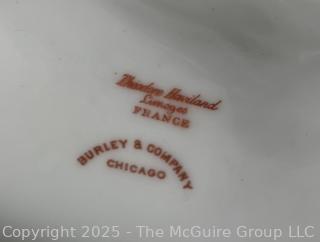 Theodore Haviland
Limoges
FRANCE
BURLEY & COMPANY
CHICAGO
Copyright 2025 - The McGuire Group LLC